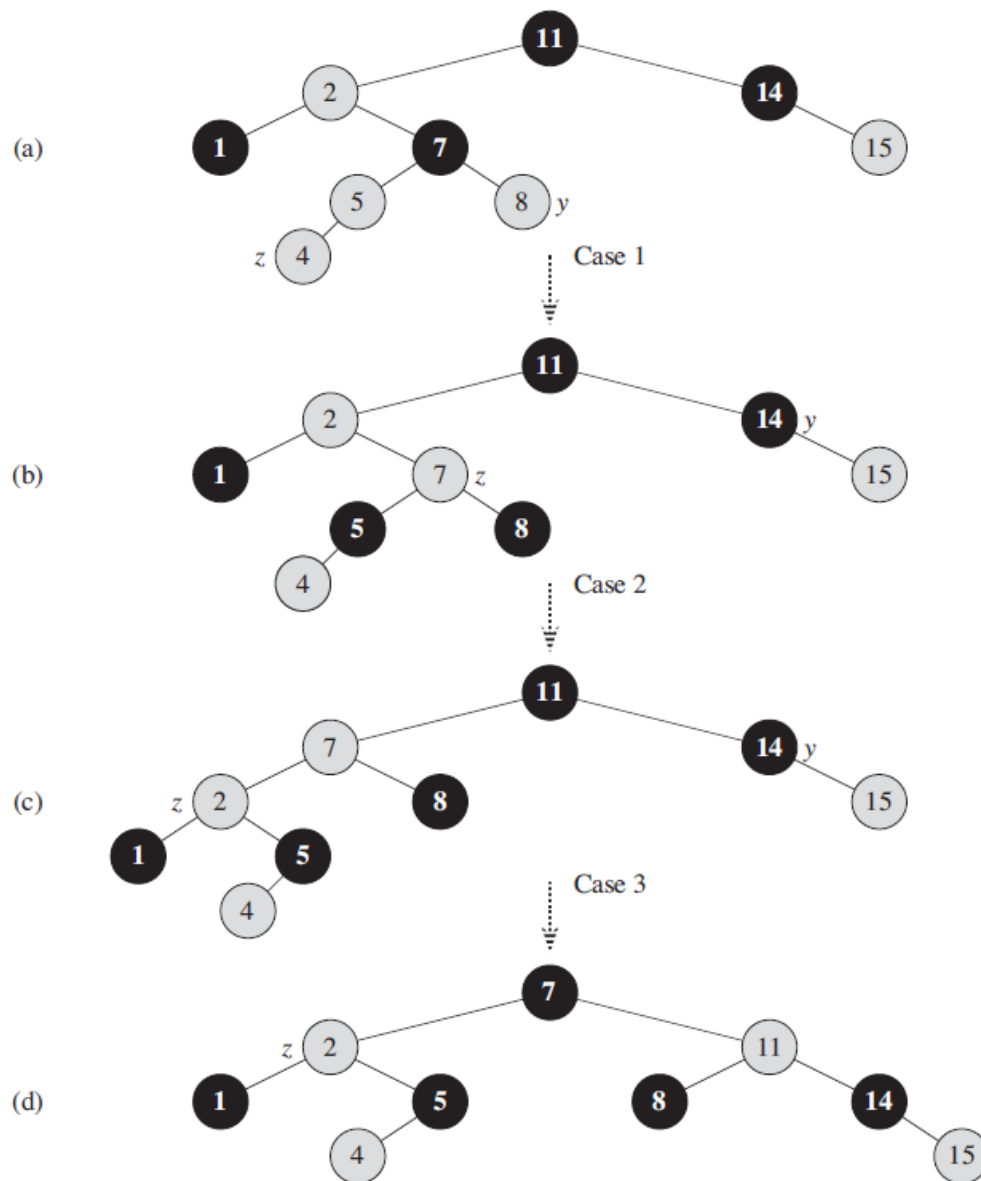 11
2 14
(a) 1 7 15
5 8 y
z 4 Case 1
11
2 14 y
(b) 1 7 z 15
5 8
4 Case 2
11
7 14 y
(c) z 2 8 15
1 5
4 Case 3
7
z 2 11
(d) 1 5 8 14
4 15